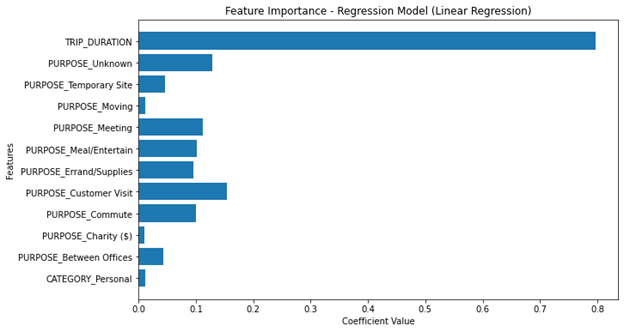 Feature Importance - Regression Model (Linear Regression)
TRIP_DURATION
PURPOSE_Unknown
PURPOSE_Temporary Site
PURPOSE_Moving
PURPOSE_Meeting
PURPOSE_Meal/Entertain
PURPOSE_Errand/Supplies
PURPOSE_Customer Visit
PURPOSE_Commute
PURPOSE_Charity ($)
PURPOSE_Between Offices
CATEGORY_Personal
Features
0.0 0.1 0.2 0.3 0.4 0.5 0.6 0.7 0.8
Coefficient Value